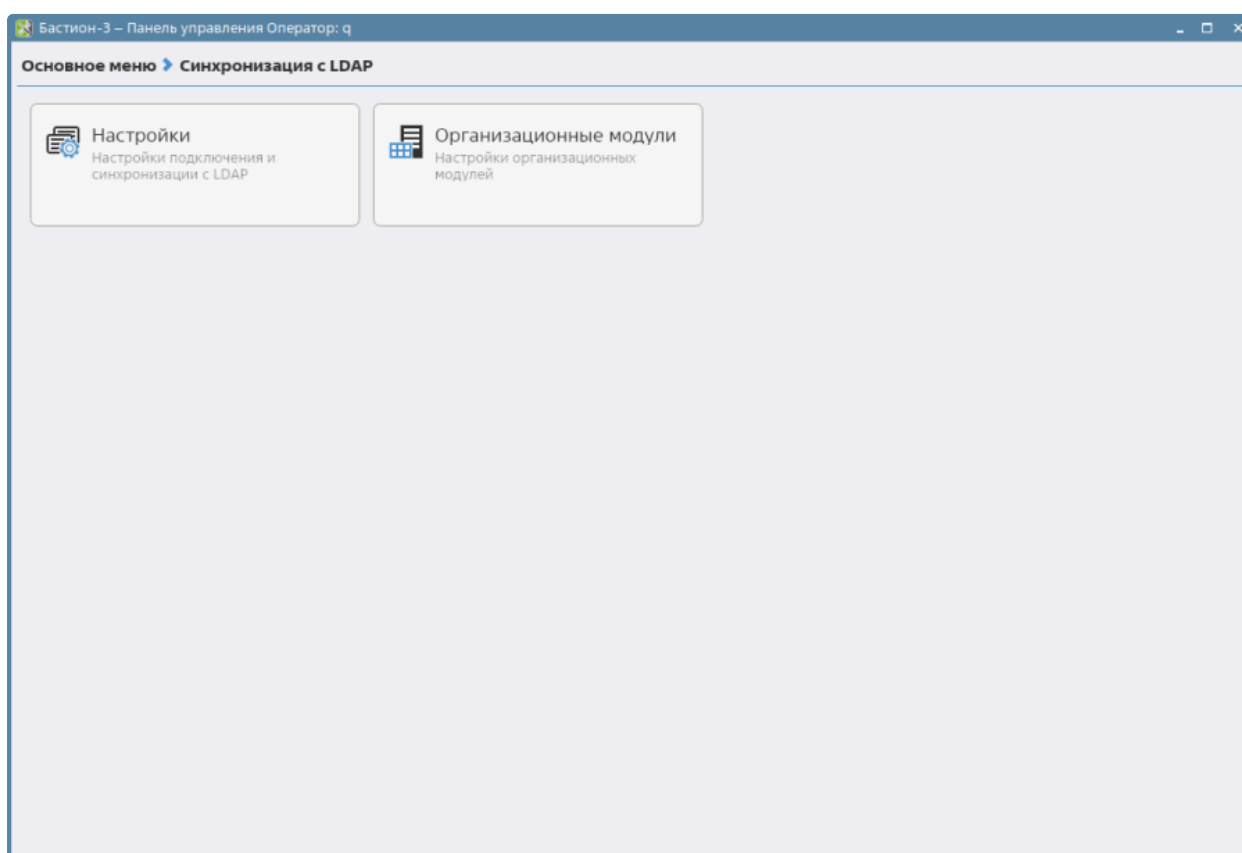 Бастион-3 – Панель управления Оператор: q
Основное меню Синхронизация с LDAP
Настройки
Настройки подключения и
синхронизации с LDAP
Организационные модули
Настройки организационных
модулей